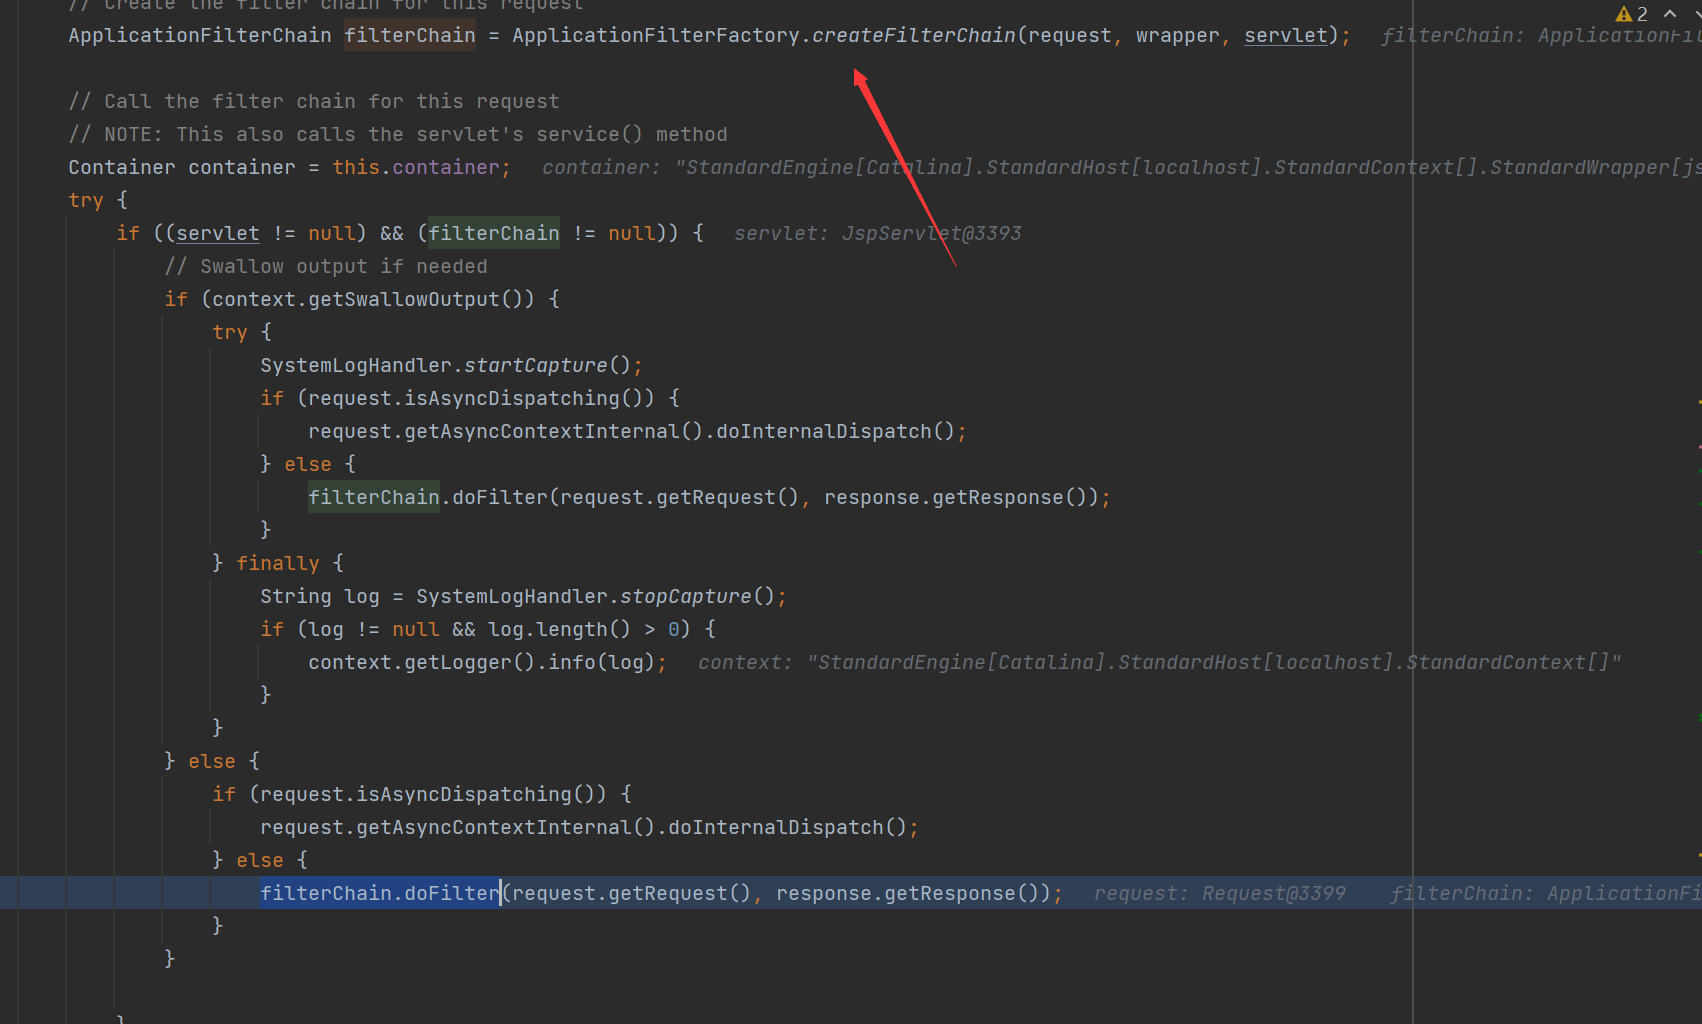 // Create the filter chain for this request
2
ApplicationFilterChain filterChain = ApplicationFilterFactory.createFilterChain(request, wrapper, servlet);   filterChain: ApplicationFil
// Call the filter chain for this request
// NOTE: This also calls the servlet's service() method
Container container = this.container;   container: "StandardEngine[Catalina].StandardHost[localhost].StandardContext[].StandardWrapper[js
try {
if ((servlet != null) && (filterChain != null)) {   servlet: JspServlet@3393
// Swallow output if needed
if (context.getSwallowOutput()) {
try {
SystemLogHandler.startCapture();
if (request.isAsyncDispatching()) {
request.getAsyncContextInternal().doInternalDispatch();
} else {
filterChain.doFilter(request.getRequest(), response.getResponse());
}
} finally {
String log = SystemLogHandler.stopCapture();
if (log != null && log.length() > 0) {
context.getLogger().info(log);   context: "StandardEngine[Catalina].StandardHost[localhost].StandardContext[]"
}
}
} else {
if (request.isAsyncDispatching()) {
request.getAsyncContextInternal().doInternalDispatch();
} else {
filterChain.doFilter(request.getRequest(), response.getResponse());   request: Request@3399   filterChain: ApplicationFi
}
}
}